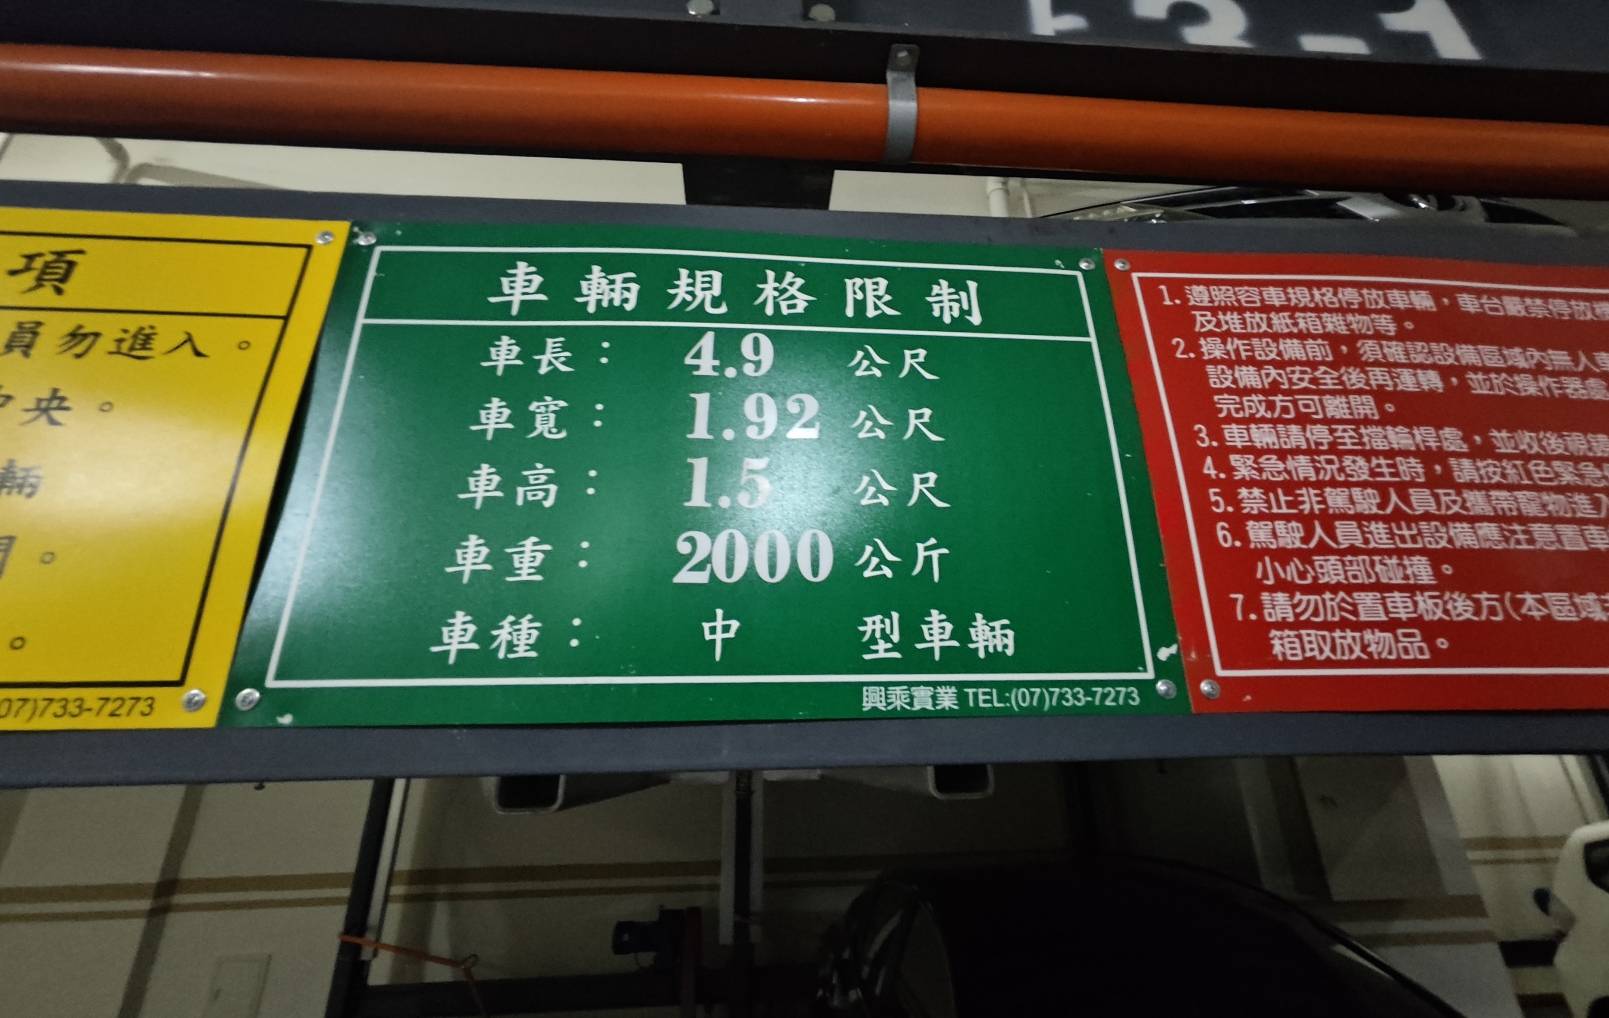 3-1
項
員勿進入。
中央。
輛
。
。
07)733-7273
車輛規格限制
車長： 4.9 公尺
車寬： 1.92 公尺
車高： 1.5 公尺
車重： 2000 公斤
車種： 中 型車輛
興乘實業 TEL:(07)733-7273
1. 遵照容車規格停放車輛，車台嚴禁停放
及堆放紙箱雜物等。
2. 操作設備前，須確認設備區域內無人
設備內安全後再運轉，並於操作器處
完成方可離開。
3. 車輛請停至擋輪桿處，並收後視鏡
4. 緊急情況發生時，請按紅色緊急
5. 禁止非駕駛人員及攜帶寵物進入
6. 駕駛人員進出設備應注意置車
小心頭部碰撞。
7. 請勿於置車板後方(本區域
箱取放物品。